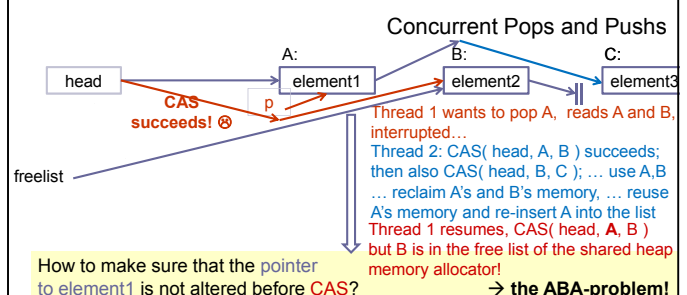 Concurrent Pops and Pushs
A: B: C:
head element1 element2 element3
CAS
succeeds! ☹
p
Thread 1 wants to pop A, reads A and B,
interrupted…
Thread 2: CAS( head, A, B ) succeeds;
then also CAS( head, B, C ); … use A,B
… reclaim A's and B's memory, … reuse
A's memory and re-insert A into the list
freelist
Thread 1 resumes, CAS( head, A, B )
but B is in the free list of the shared heap
memory allocator!
How to make sure that the pointer
to element1 is not altered before CAS?
→ the ABA-problem!